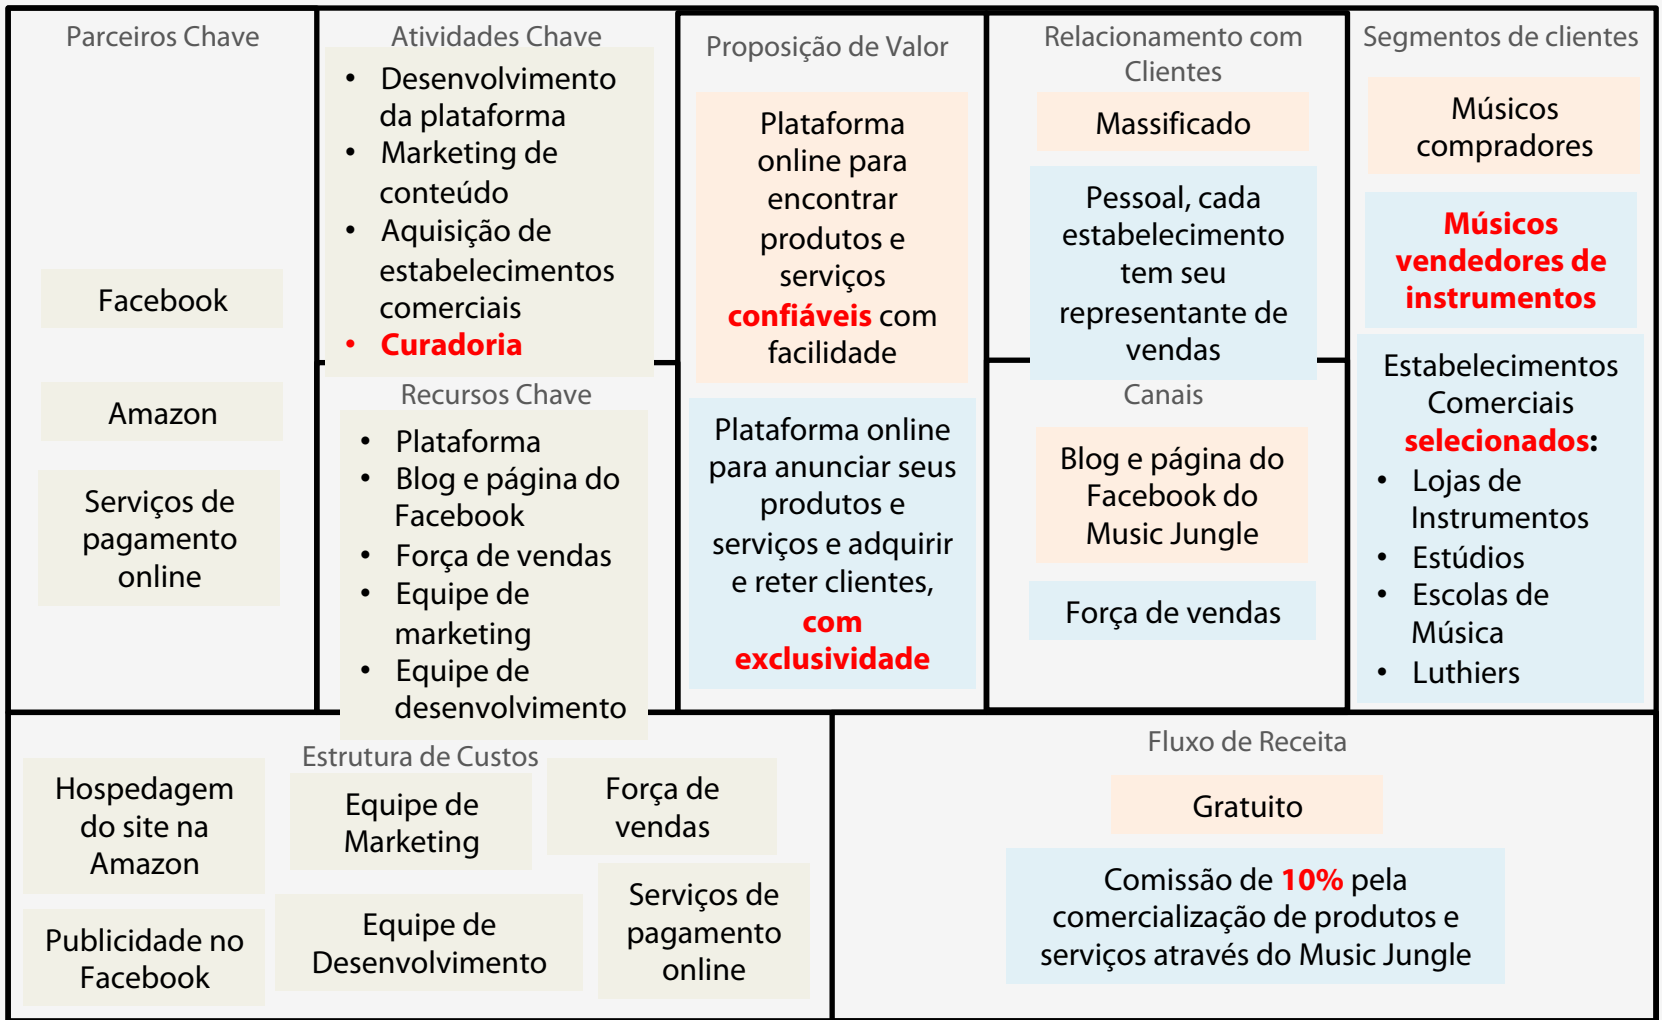 Parceiros Chave
Facebook
Amazon
Serviços de
pagamento
online
Atividades Chave
• Desenvolvimento
da plataforma
• Marketing de
conteúdo
• Aquisição de
estabelecimentos
comerciais
• Curadoria
Recursos Chave
• Plataforma
• Blog e página do
Facebook
• Força de vendas
• Equipe de
marketing
• Equipe de
desenvolvimento
Proposição de Valor
Plataforma
online para
encontrar
produtos e
serviços
confiáveis com
facilidade
Plataforma online
para anunciar seus
produtos e
serviços e adquirir
e reter clientes,
com
exclusividade
Relacionamento com
Clientes
Massificado
Pessoal, cada
estabelecimento
tem seu
representante de
vendas
Canais
Blog e página do
Facebook do
Music Jungle
Força de vendas
Segmentos de clientes
Músicos
compradores
Músicos
vendedores de
instrumentos
Estabelecimentos
Comerciais
selecionados:
• Lojas de
Instrumentos
• Estúdios
• Escolas de
Música
• Luthiers
Estrutura de Custos
Hospedagem
do site na
Amazon
Equipe de
Marketing
Força de
vendas
Publicidade no
Facebook
Equipe de
Desenvolvimento
Serviços de
pagamento
online
Fluxo de Receita
Gratuito
Comissão de 10% pela
comercialização de produtos e
serviços através do Music Jungle